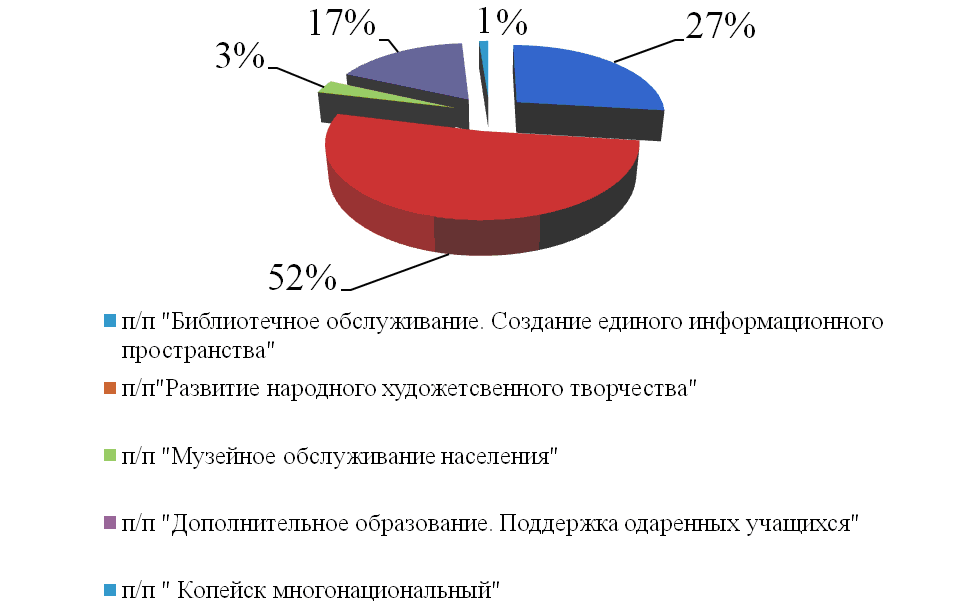 17%
1%
27%
3%
52%
п/п "Библиотечное обслуживание. Создание единого информационного
пространства"
п/п"Развитие народного художетсвенного творчества"
п/п "Музейное обслуживание населения"
п/п "Дополнительное образование. Поддержка одаренных учащихся"
п/п " Копейск многонациональный"